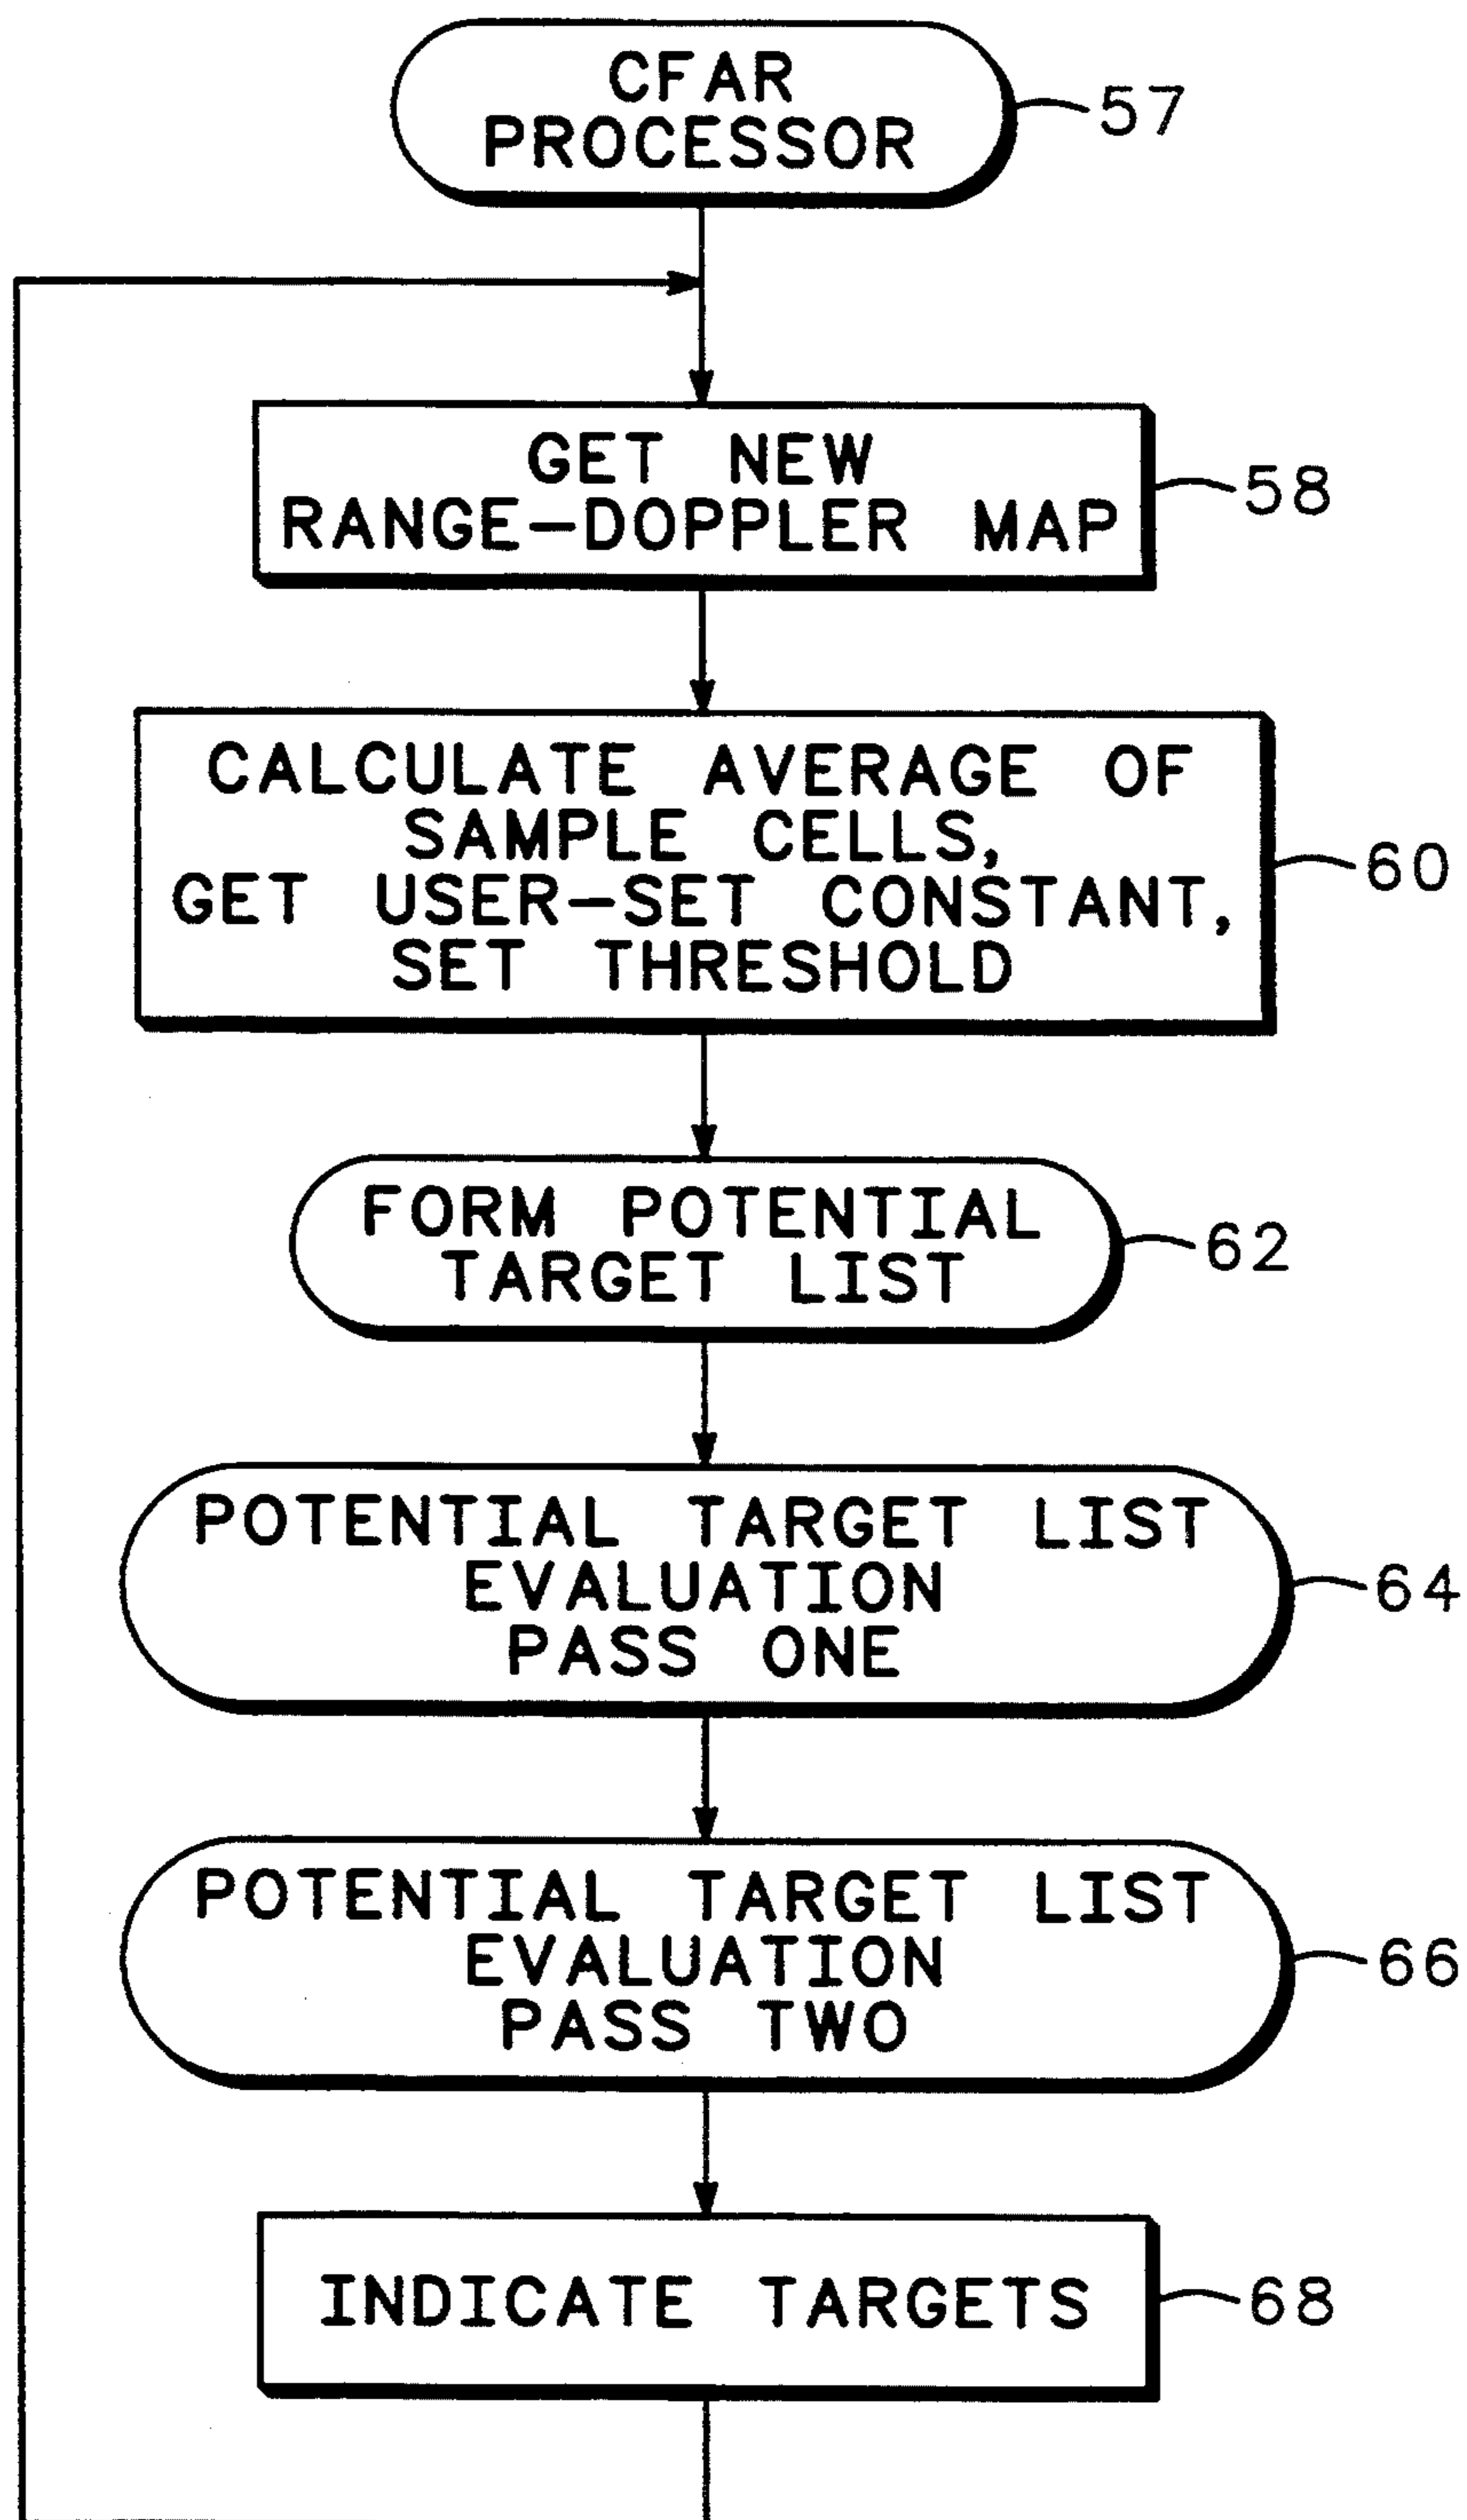 CFAR
PROCESSOR
57
GET NEW
RANGE-DOPPLER MAP
58
CALCULATE AVERAGE OF
SAMPLE CELLS,
GET USER-SET CONSTANT,
SET THRESHOLD
60
FORM POTENTIAL
TARGET LIST
62
POTENTIAL TARGET LIST
EVALUATION
PASS ONE
64
POTENTIAL TARGET LIST
EVALUATION
PASS TWO
66
INDICATE TARGETS
68